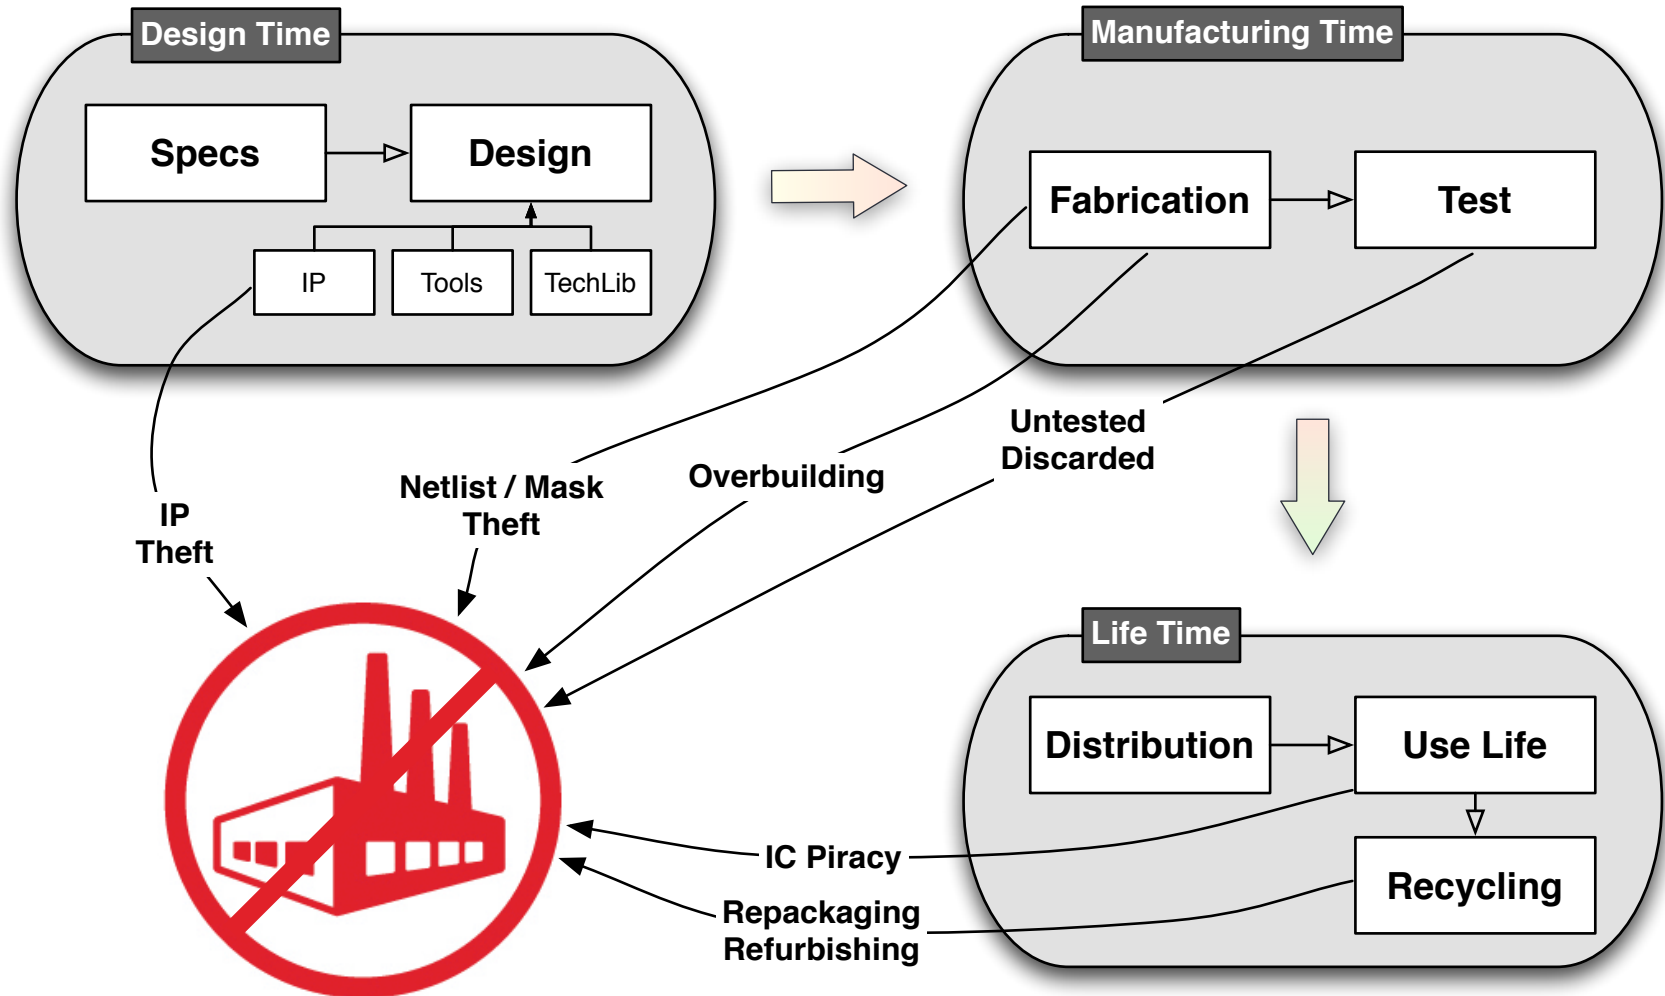 Design Time
Specs
Design
IP
Tools
TechLib
Manufacturing Time
Fabrication
Test
IP
Theft
Netlist / Mask
Theft
Overbuilding
Untested
Discarded
Life Time
Distribution
Use Life
Recycling
IC Piracy
Repackaging
Refurbishing